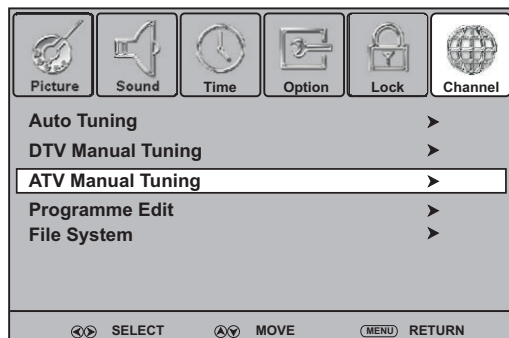 Picture Sound Time Option Lock Channel
Auto Tuning
DTV Manual Tuning
ATV Manual Tuning
Programme Edit
File System
SELECT MOVE MENU RETURN